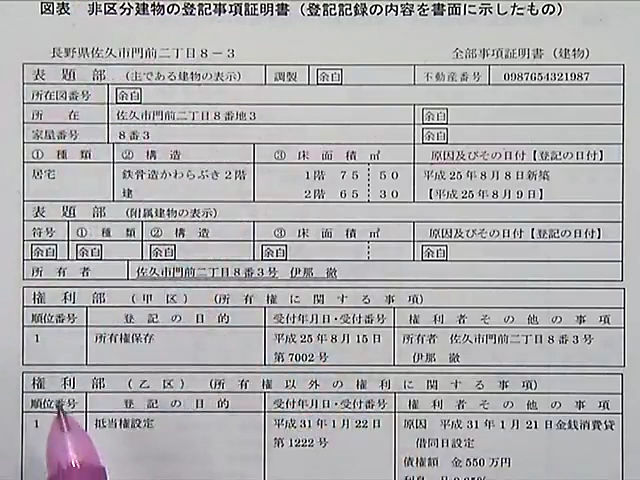 図表 非区分建物の登記事項証明書（登記記録の内容を書面に示したもの）
長野県佐久市門前二丁目８－３ 全部事項証明書（建物）
表題部（主である建物の表示） 調製 余白 不動産番号 0987654321987
所在図番号 余白
所在 佐久市門前二丁目８番地３ 余白
家屋番号 ８番３ 余白
①種類 ②構造 ③床面積㎡ 原因及びその日付【登記の日付】
居宅 鉄骨造かわらぶき２階 １階 ７５ ５０ 平成25年８月８日新築
建 ２階 ６５ ３０ 【平成25年８月９日】
表題部（附属建物の表示）
符号 ①種類 ②構造 ③床面積㎡ 原因及びその日付【登記の日付】
余白 余白 余白 余白 余白
所有者 佐久市門前二丁目８番３号 伊那 徹
権利部（甲区）（所有権に関する事項）
順位番号 登記の目的 受付年月日・受付番号 権利者その他の事項
1 所有権保存 平成25年８月15日 所有者 佐久市門前二丁目８番３号
第7002号 伊那 徹
権利部（乙区）（所有権以外の権利に関する事項）
順位番号 登記の目的 受付年月日・受付番号 権利者その他の事項
1 抵当権設定 平成31年１月22日 原因 平成31年１月21日金銭消費貸
第1222号 借同日設定
債権額 金550万円